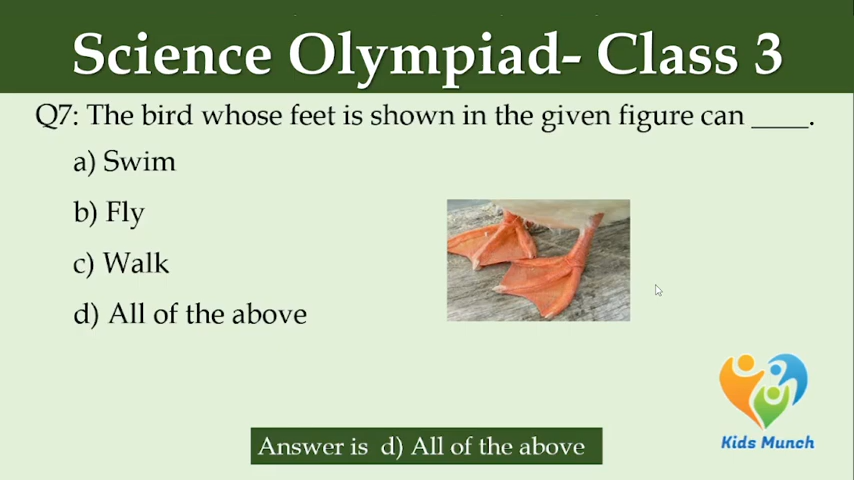 Science Olympiad- Class 3
Q7: The bird whose feet is shown in the given figure can ____.
a) Swim
b) Fly
c) Walk
d) All of the above
Kids Munch
Answer is d) All of the above